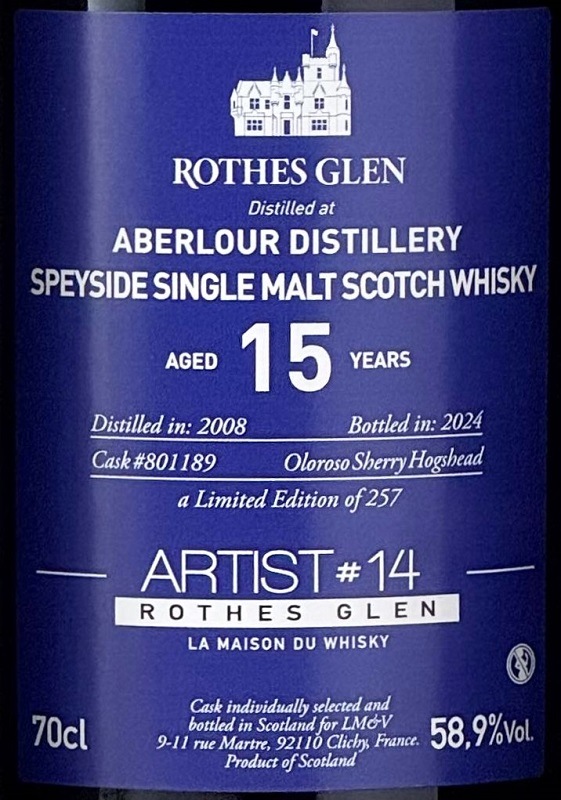 ROTHES GLEN
Distilled at
ABERLOUR DISTILLERY
SPEYSIDE SINGLE MALT SCOTCH WHISKY
AGED 15 YEARS
Distilled in: 2008 Bottled in: 2024
Cask #801189 Oloroso Sherry Hogshead
a Limited Edition of 257
ARTIST #14
ROTHES GLEN
LA MAISON DU WHISKY
Cask individually selected and
bottled in Scotland for LM&V
9-11 rue Martre, 92110 Clichy, France.
Product of Scotland
70cl
58,9%Vol.